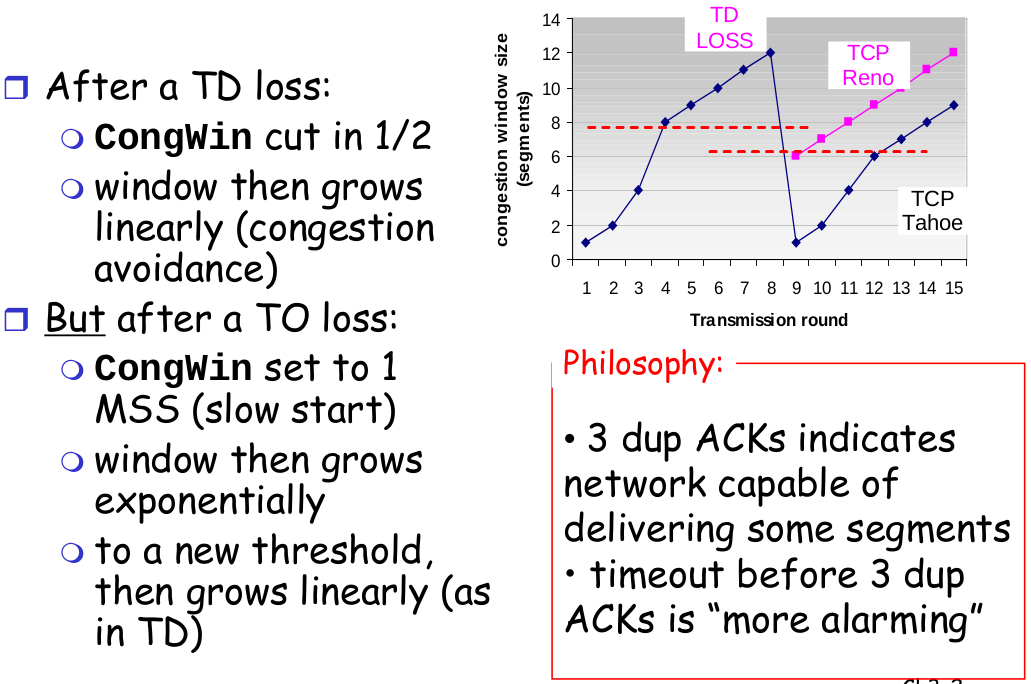 After a TD loss:
CongWin cut in 1/2
window then grows
linearly (congestion
avoidance)
But after a TO loss:
CongWin set to 1
MSS (slow start)
window then grows
exponentially
to a new threshold,
then grows linearly (as
in TD)
TD
LOSS
TCP
Reno
TCP
Tahoe
congestion window size
(segments)
14
12
10
8
6
4
2
0
1 2 3 4 5 6 7 8 9 10 11 12 13 14 15
Transmission round
Philosophy:
• 3 dup ACKs indicates
network capable of
delivering some segments
• timeout before 3 dup
ACKs is “more alarming”